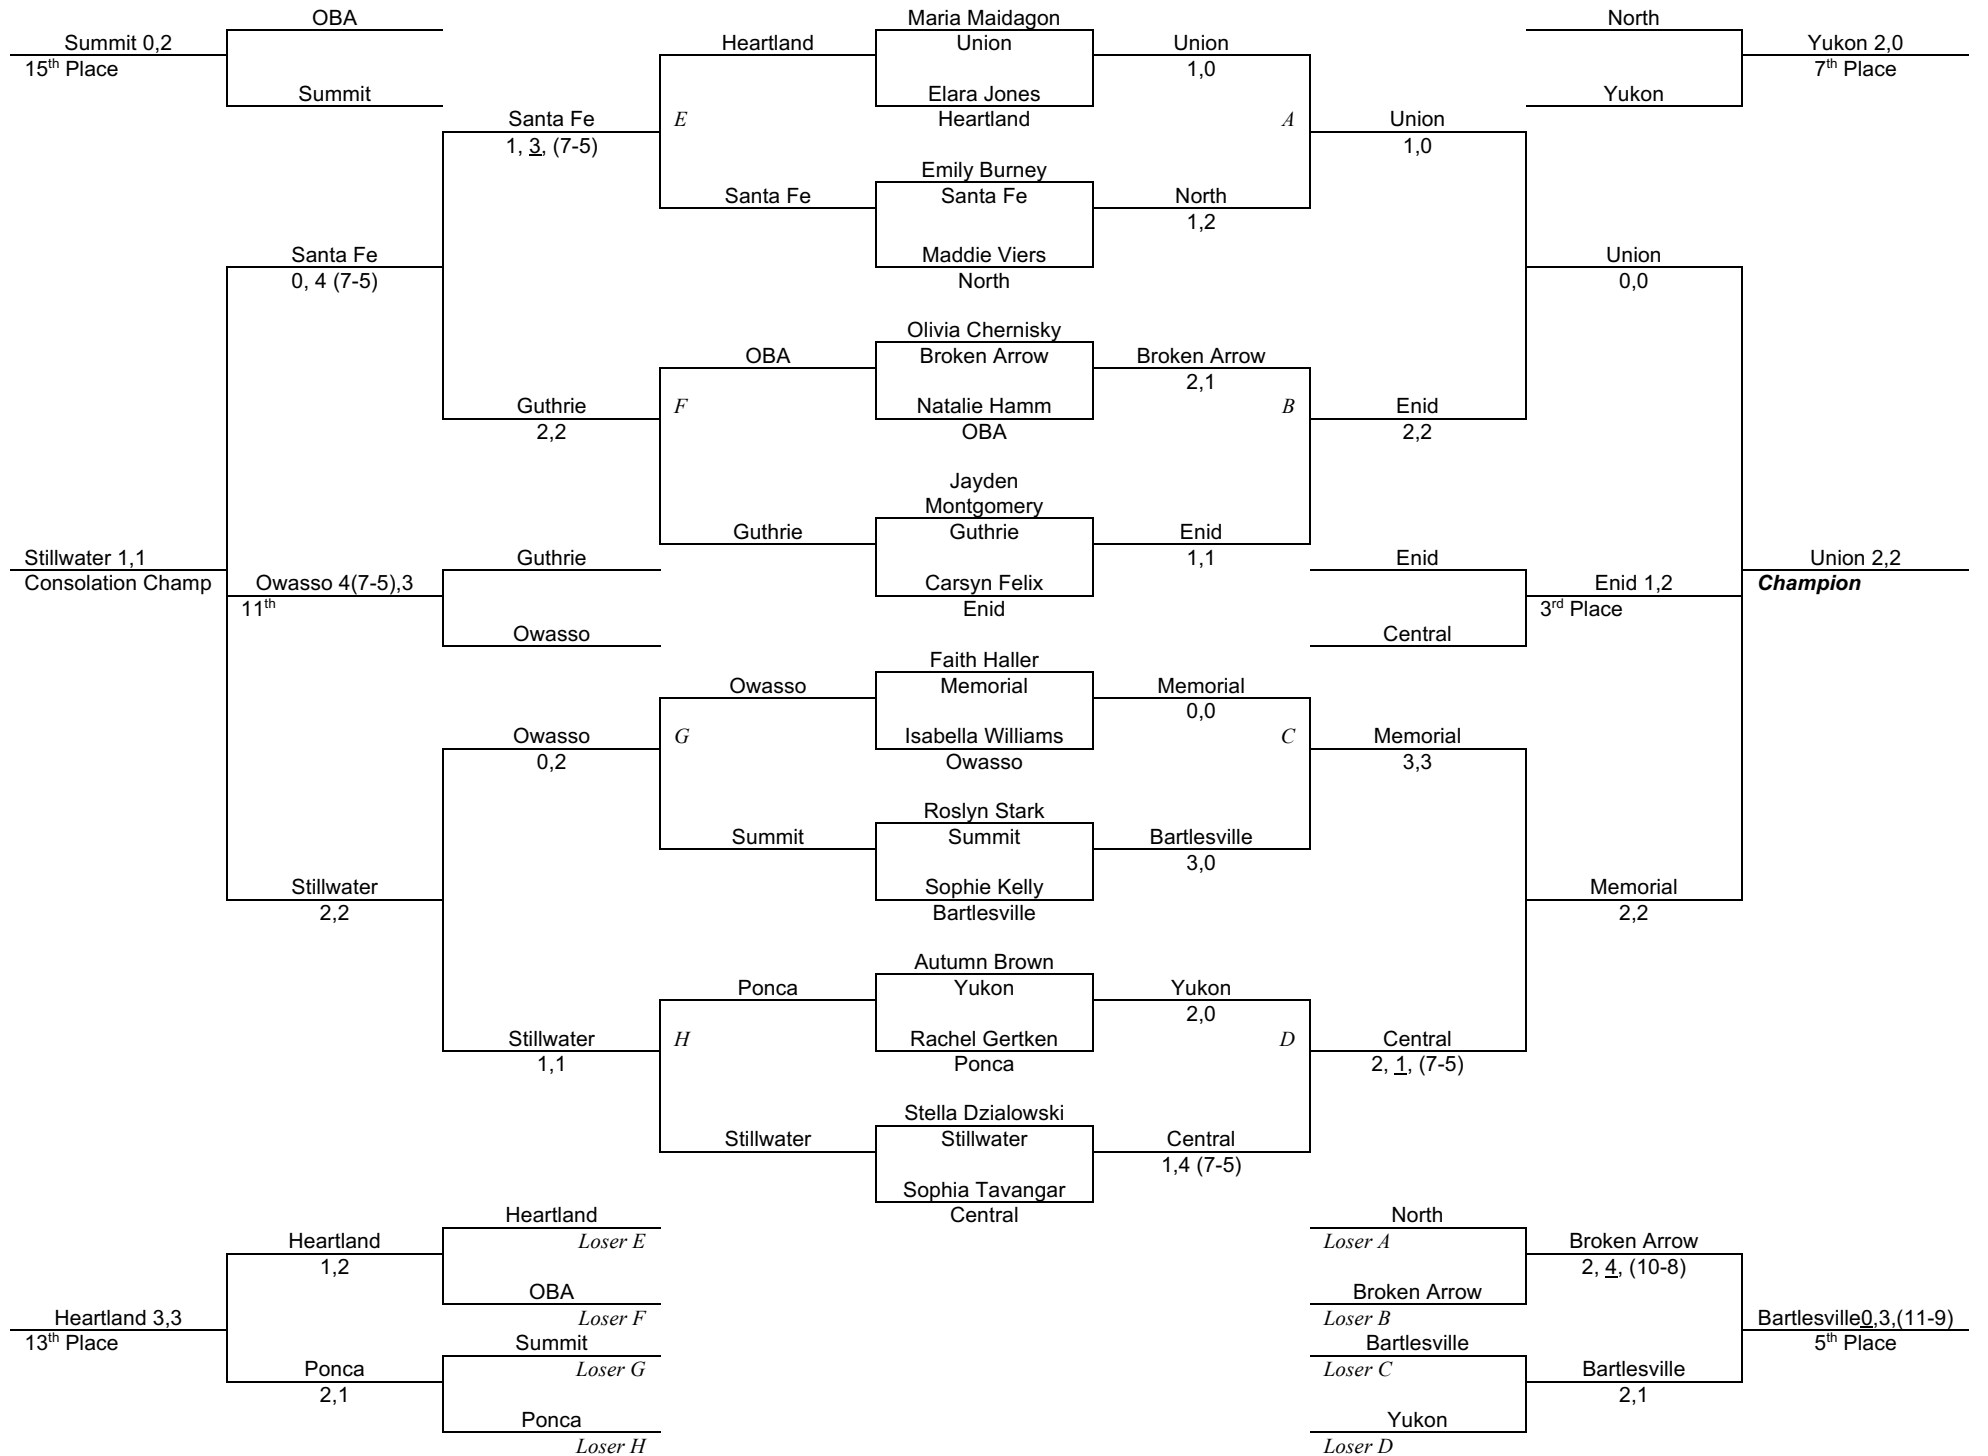 OBA
Maria Maidagon
North
Summit 0,2
Heartland
Union
Union
Yukon 2,0
15th Place
1,0
7th Place
Summit
Elara Jones
Yukon
Santa Fe
E
Heartland
A
Union
1, 3, (7-5)
1,0
Emily Burney
Santa Fe
Santa Fe
North
1,2
Santa Fe
Maddie Viers
Union
0, 4 (7-5)
North
0,0
Olivia Chernisky
OBA
Broken Arrow
Broken Arrow
2,1
Guthrie
F
Natalie Hamm
B
Enid
2,2
OBA
2,2
Jayden
Montgomery
Guthrie
Guthrie
Enid
1,1
Stillwater 1,1
Guthrie
Enid
Union 2,2
Consolation Champ
Owasso 4(7-5),3
Carsyn Felix
Enid 1,2
Champion
11th
Enid
3rd Place
Owasso
Central
Faith Haller
Owasso
Memorial
Memorial
0,0
Owasso
G
Isabella Williams
C
Memorial
0,2
Owasso
3,3
Roslyn Stark
Summit
Summit
Bartlesville
3,0
Stillwater
Sophie Kelly
Memorial
2,2
Bartlesville
2,2
Autumn Brown
Ponca
Yukon
Yukon
2,0
Stillwater
H
Rachel Gertken
D
Central
1,1
Ponca
2, 1, (7-5)
Stella Dzialowski
Stillwater
Stillwater
Central
1,4 (7-5)
Sophia Tavangar
Central
Heartland
North
Heartland
Loser E
Loser A
Broken Arrow
1,2
2, 4, (10-8)
OBA
Broken Arrow
Heartland 3,3
Loser F
Loser B
Bartlesville0,3,(11-9)
13th Place
Summit
Bartlesville
5th Place
Ponca
Loser G
Loser C
Bartlesville
2,1
2,1
Ponca
Yukon
Loser H
Loser D